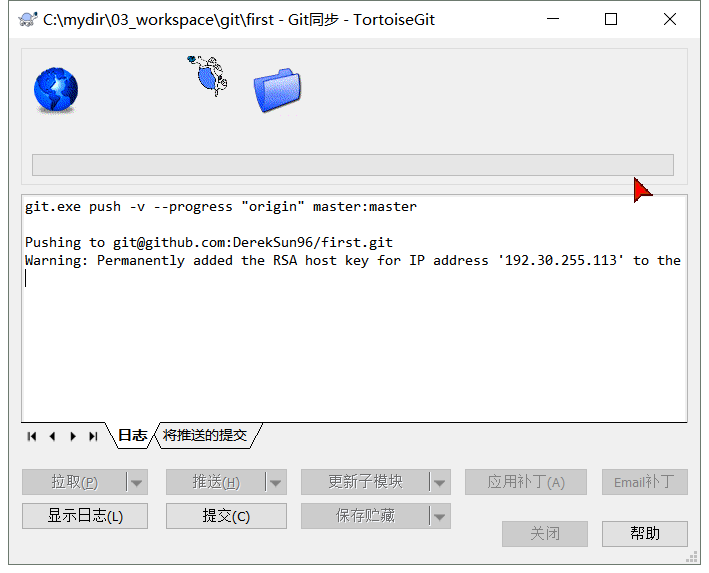 C:\mydir\03_workspace\git\first - Git同步 - TortoiseGit
git.exe push -v --progress "origin" master:master
Pushing to git@github.com:DerekSun96/first.git
Warning: Permanently added the RSA host key for IP address '192.30.255.113' to the
日志 将推送的提交
拉取(P) 推送(H) 更新子模块 应用补丁(A) Email补丁
显示日志(L) 提交(C) 保存贮藏
关闭 帮助